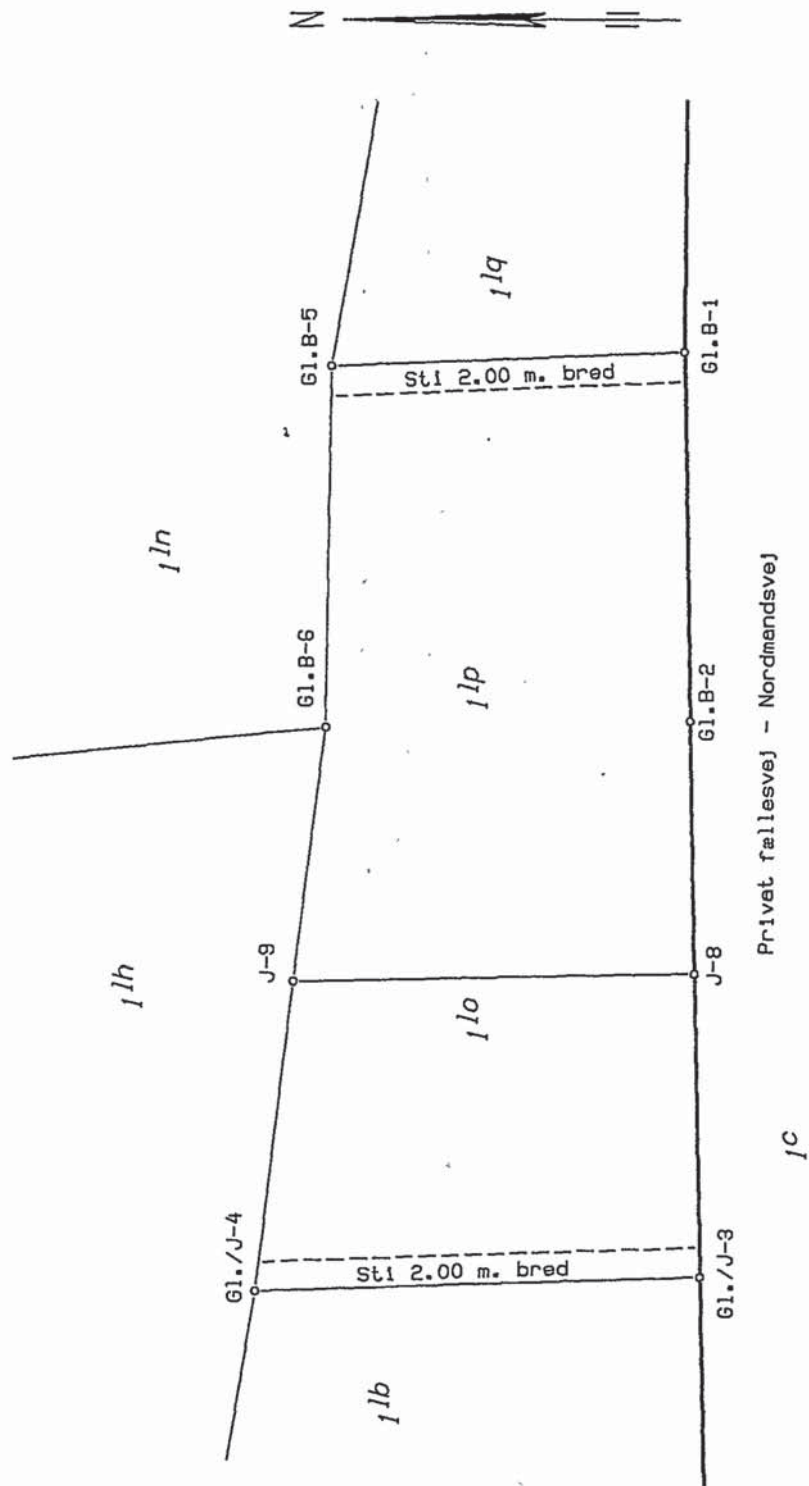 N
Gl.B-5
1lq
Sti 2.00 m. bred
Gl.B-1
1ln
Gl.B-6
1lp
Gl.B-2
Privat fællesvej - Nordmandsvej
1lh
J-9
1lo
J-8
Gl./J-4
Sti 2.00 m. bred
Gl./J-3
1lb
1c